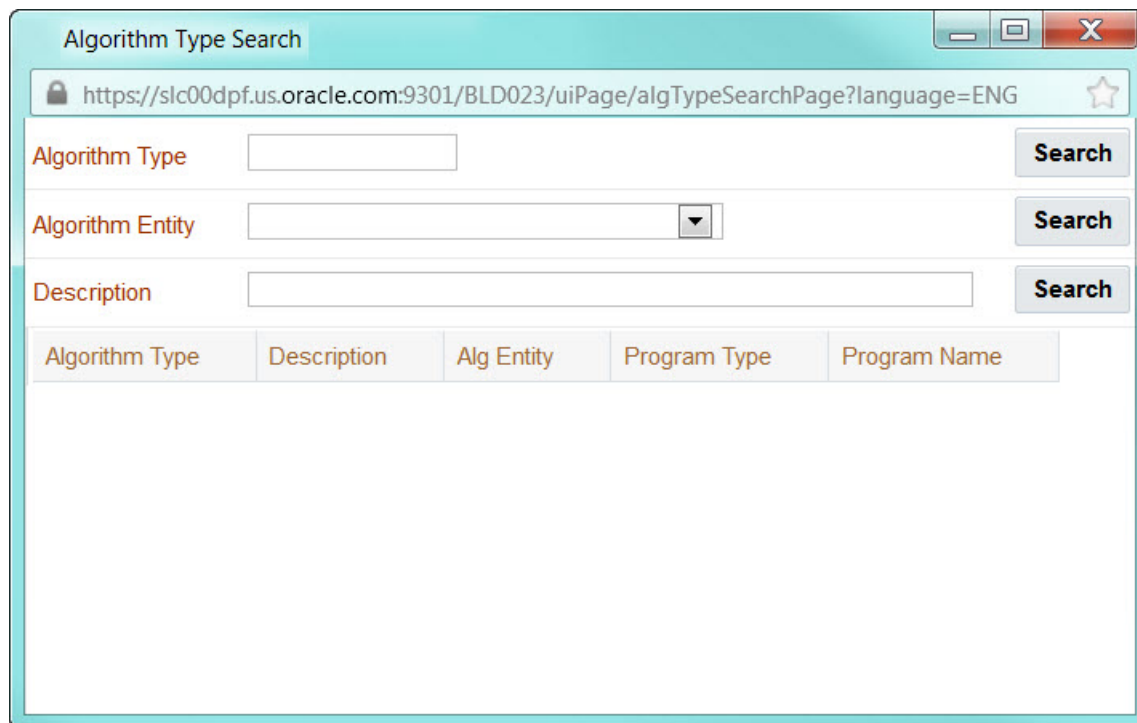 Algorithm Type Search
https://slc00dpf.us.oracle.com:9301/BLD023/uiPage/algTypeSearchPage?language=ENG
Algorithm Type Search
Algorithm Entity Search
Description Search
Algorithm Type Description Alg Entity Program Type Program Name